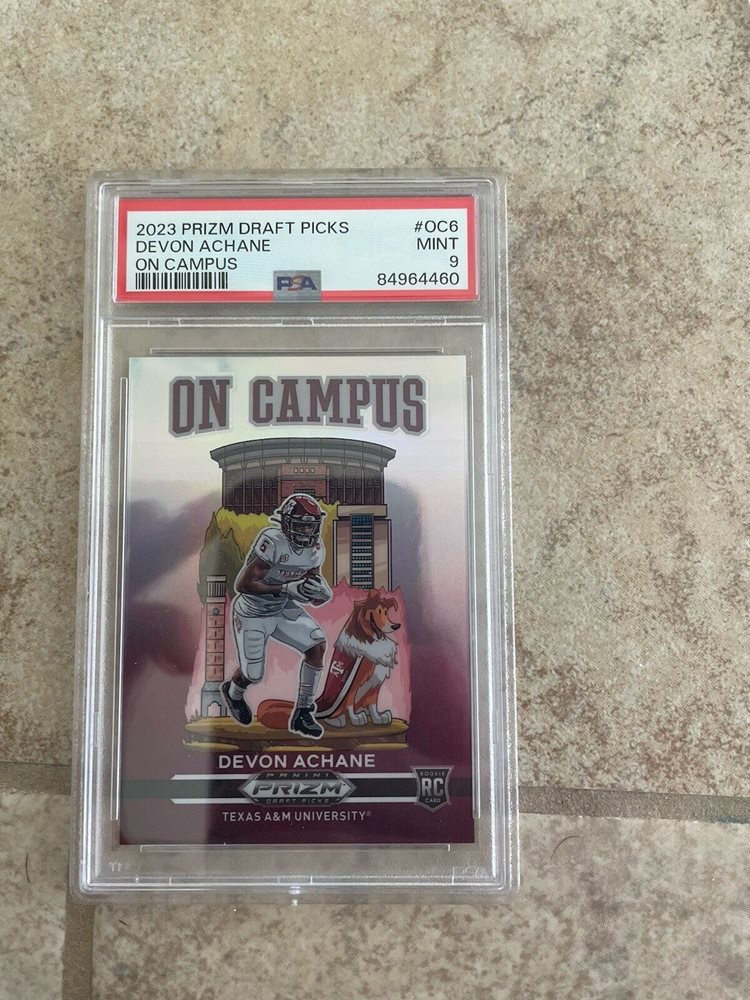 2023 PRIZM DRAFT PICKS #OC6
DEVON ACHANE MINT
ON CAMPUS 9
PSA 84964460
ON CAMPUS
6
DEVON ACHANE
PANINI
PRIZM
DRAFT PICKS
ROOKIE
RC
CARD
TEXAS A&M UNIVERSITY®